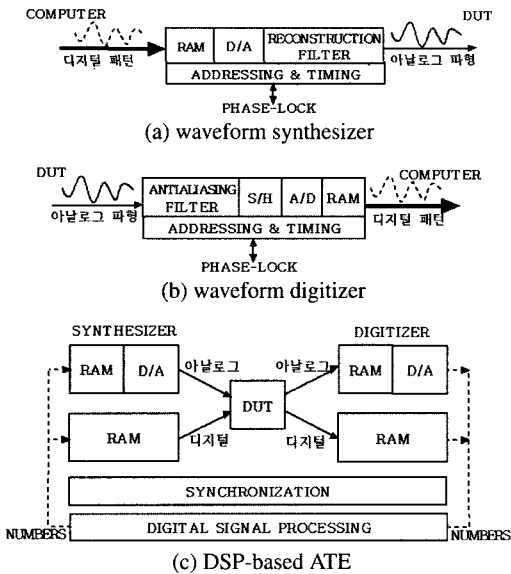 COMPUTER
DUT
RAM D/A RECONSTRUCTION FILTER
디지털 패턴
아날로그 파형
ADDRESSING & TIMING
PHASE-LOCK
(a) waveform synthesizer
DUT
COMPUTER
ANTIALIASING FILTER S/H A/D RAM
아날로그 파형
디지털 패턴
ADDRESSING & TIMING
PHASE-LOCK
(b) waveform digitizer
SYNTHESIZER
DIGITIZER
RAM D/A
아날로그
아날로그
RAM D/A
DUT
RAM
디지털
디지털
RAM
SYNCHRONIZATION
NUMBERS
DIGITAL SIGNAL PROCESSING
NUMBERS
(c) DSP-based ATE